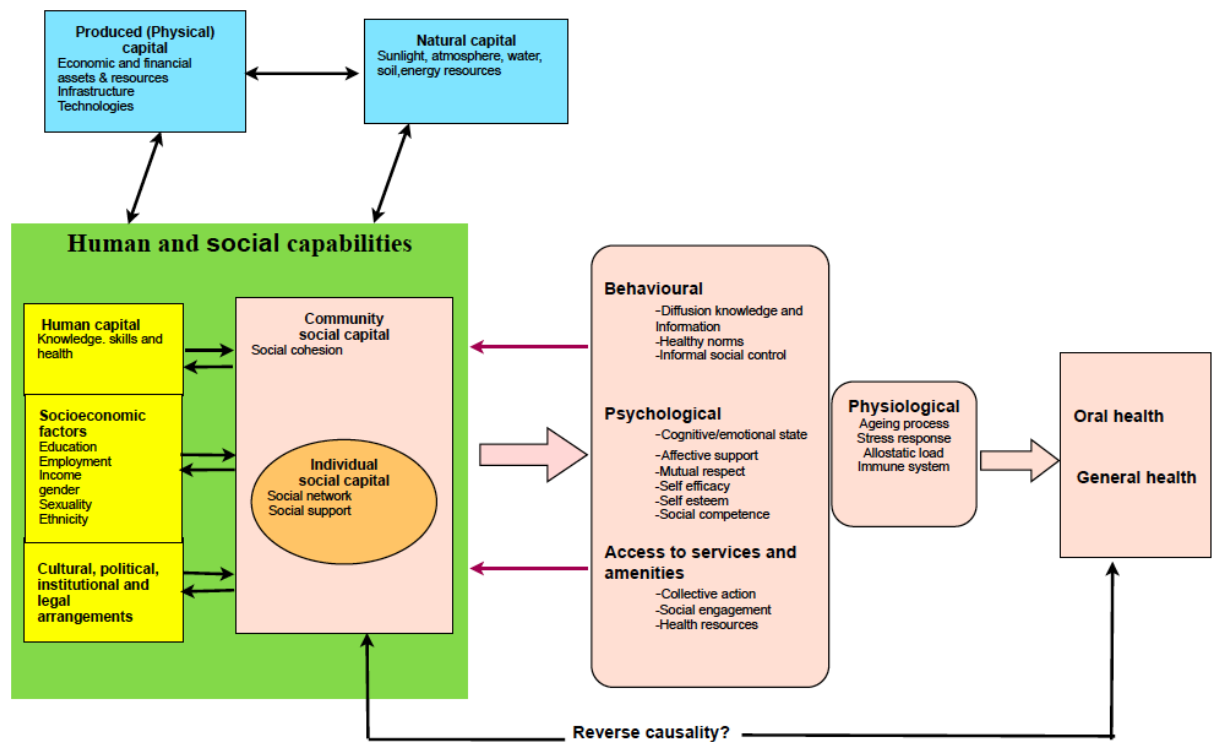 Produced (Physical)
capital
Economic and financial
assets & resources
Infrastructure
Technologies
Natural capital
Sunlight, atmosphere, water,
soil,energy resources
Human and social capabilities
Human capital
Knowledge. skills and
health
Socioeconomic
factors
Education
Employment
Income
gender
Sexuality
Ethnicity
Cultural, political,
institutional and
legal
arrangements
Community
social capital
Social cohesion
Individual
social capital
Social network
Social support
Behavioural
-Diffusion knowledge and
Information
-Healthy norms
-Informal social control
Psychological
-Cognitive/emotional state
-Affective support
-Mutual respect
-Self efficacy
-Self esteem
-Social competence
Access to services and
amenities
-Collective action
-Social engagement
-Health resources
Physiological
Ageing process
Stress response
Allostatic load
Immune system
Oral health
General health
Reverse causality?